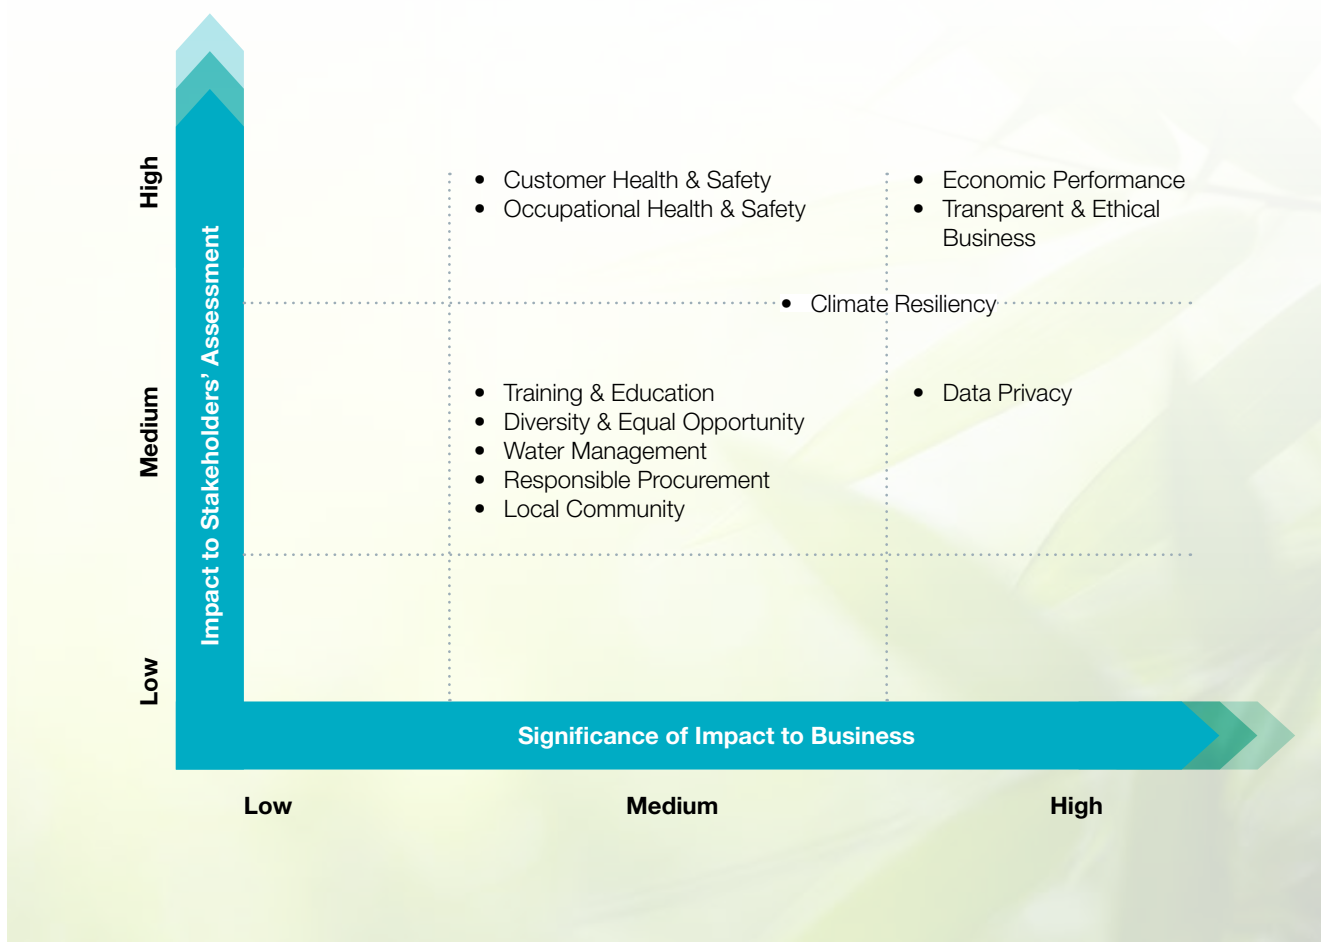 High
Medium
Low
Impact to Stakeholders’ Assessment
• Customer Health & Safety
• Occupational Health & Safety
• Economic Performance
• Transparent & Ethical
Business
• Climate Resiliency
• Training & Education
• Diversity & Equal Opportunity
• Water Management
• Responsible Procurement
• Local Community
• Data Privacy
Significance of Impact to Business
Low
Medium
High